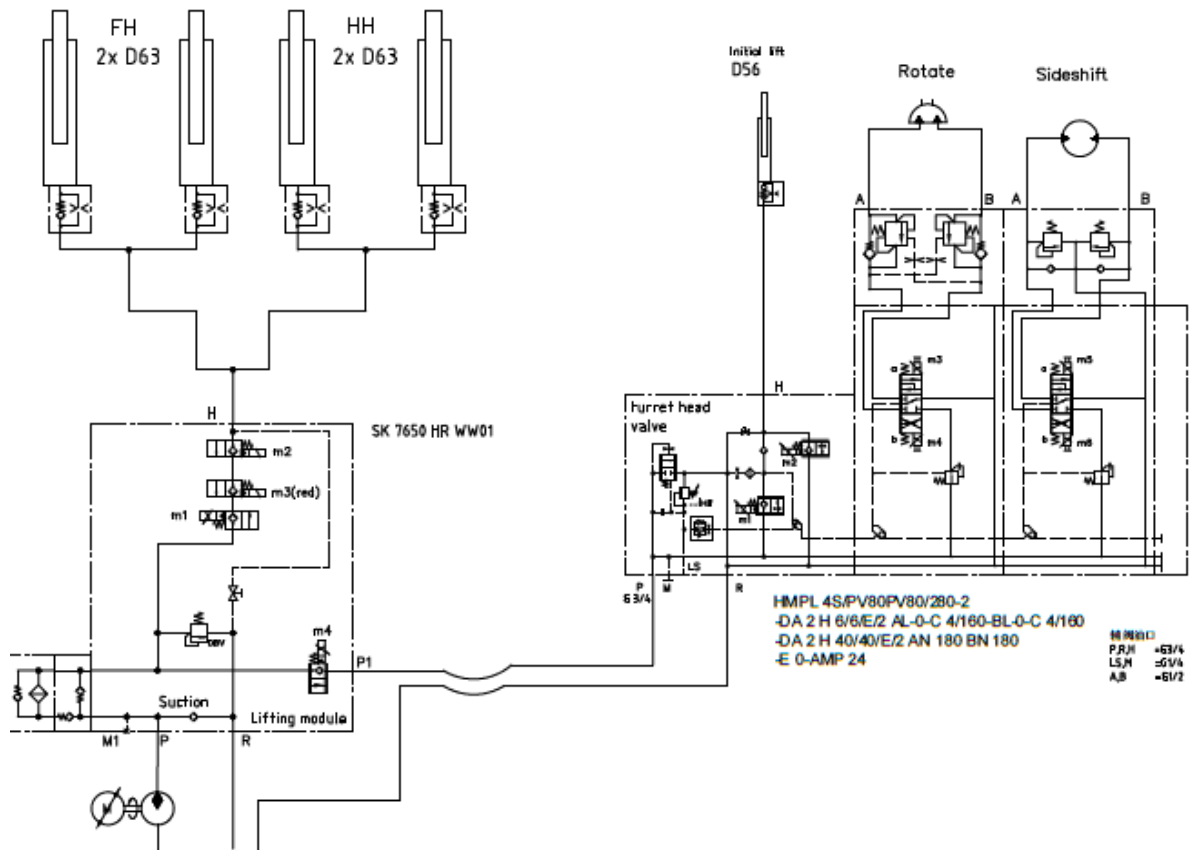 FH
2x D63
HH
2x D63
Initial lift
D56
Rotate
Sideshift
A
B
A
B
H
SK 7650 HR WW01
m2
m3(red)
m1
DBV
m4
P1
Suction
Lifting module
M1
P
R
M
H
turret head
valve
m2
m1
LS
P
G3/4
M
R
a
m3
b
m4
a
m5
b
m6
HMPL 4S/PV80PV80/280-2
-DA 2 H 6/6/E/2 AL-0-C 4/160-BL-0-C 4/160
-DA 2 H 40/40/E/2 AN 180 BN 180
-E 0-AMP 24
P,R,H =G3/4
LS,M =G1/4
A,B =G1/2